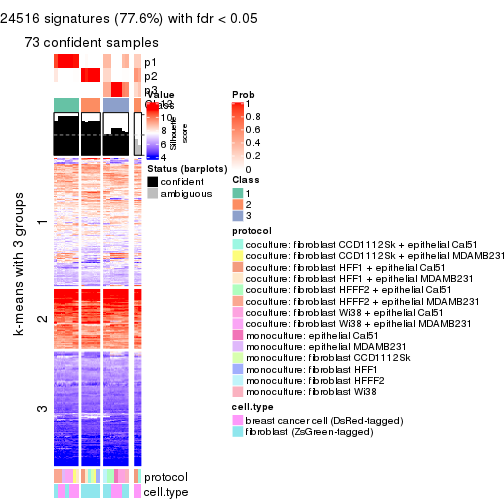 24516 signatures (77.6%) with fdr < 0.05
73 confident samples
p1
p2
p3
Value
10
8
6
4
Silhouette
score
Prob
1
0.8
0.6
0.4
0.2
0
Status (barplots)
confident
ambiguous
Class
1
2
3
k-means with 3 groups
1
2
3
protocol
coculture: fibroblast CCD1112Sk + epithelial Cal51
coculture: fibroblast CCD1112Sk + epithelial MDAMB231
coculture: fibroblast HFF1 + epithelial Cal51
coculture: fibroblast HFF1 + epithelial MDAMB231
coculture: fibroblast HFFF2 + epithelial Cal51
coculture: fibroblast HFFF2 + epithelial MDAMB231
coculture: fibroblast Wi38 + epithelial Cal51
coculture: fibroblast Wi38 + epithelial MDAMB231
monoculture: epithelial Cal51
monoculture: epithelial MDAMB231
monoculture: fibroblast CCD1112Sk
monoculture: fibroblast HFF1
monoculture: fibroblast HFFF2
monoculture: fibroblast Wi38
cell.type
breast cancer cell (DsRed-tagged)
fibroblast (ZsGreen-tagged)
protocol
cell.type